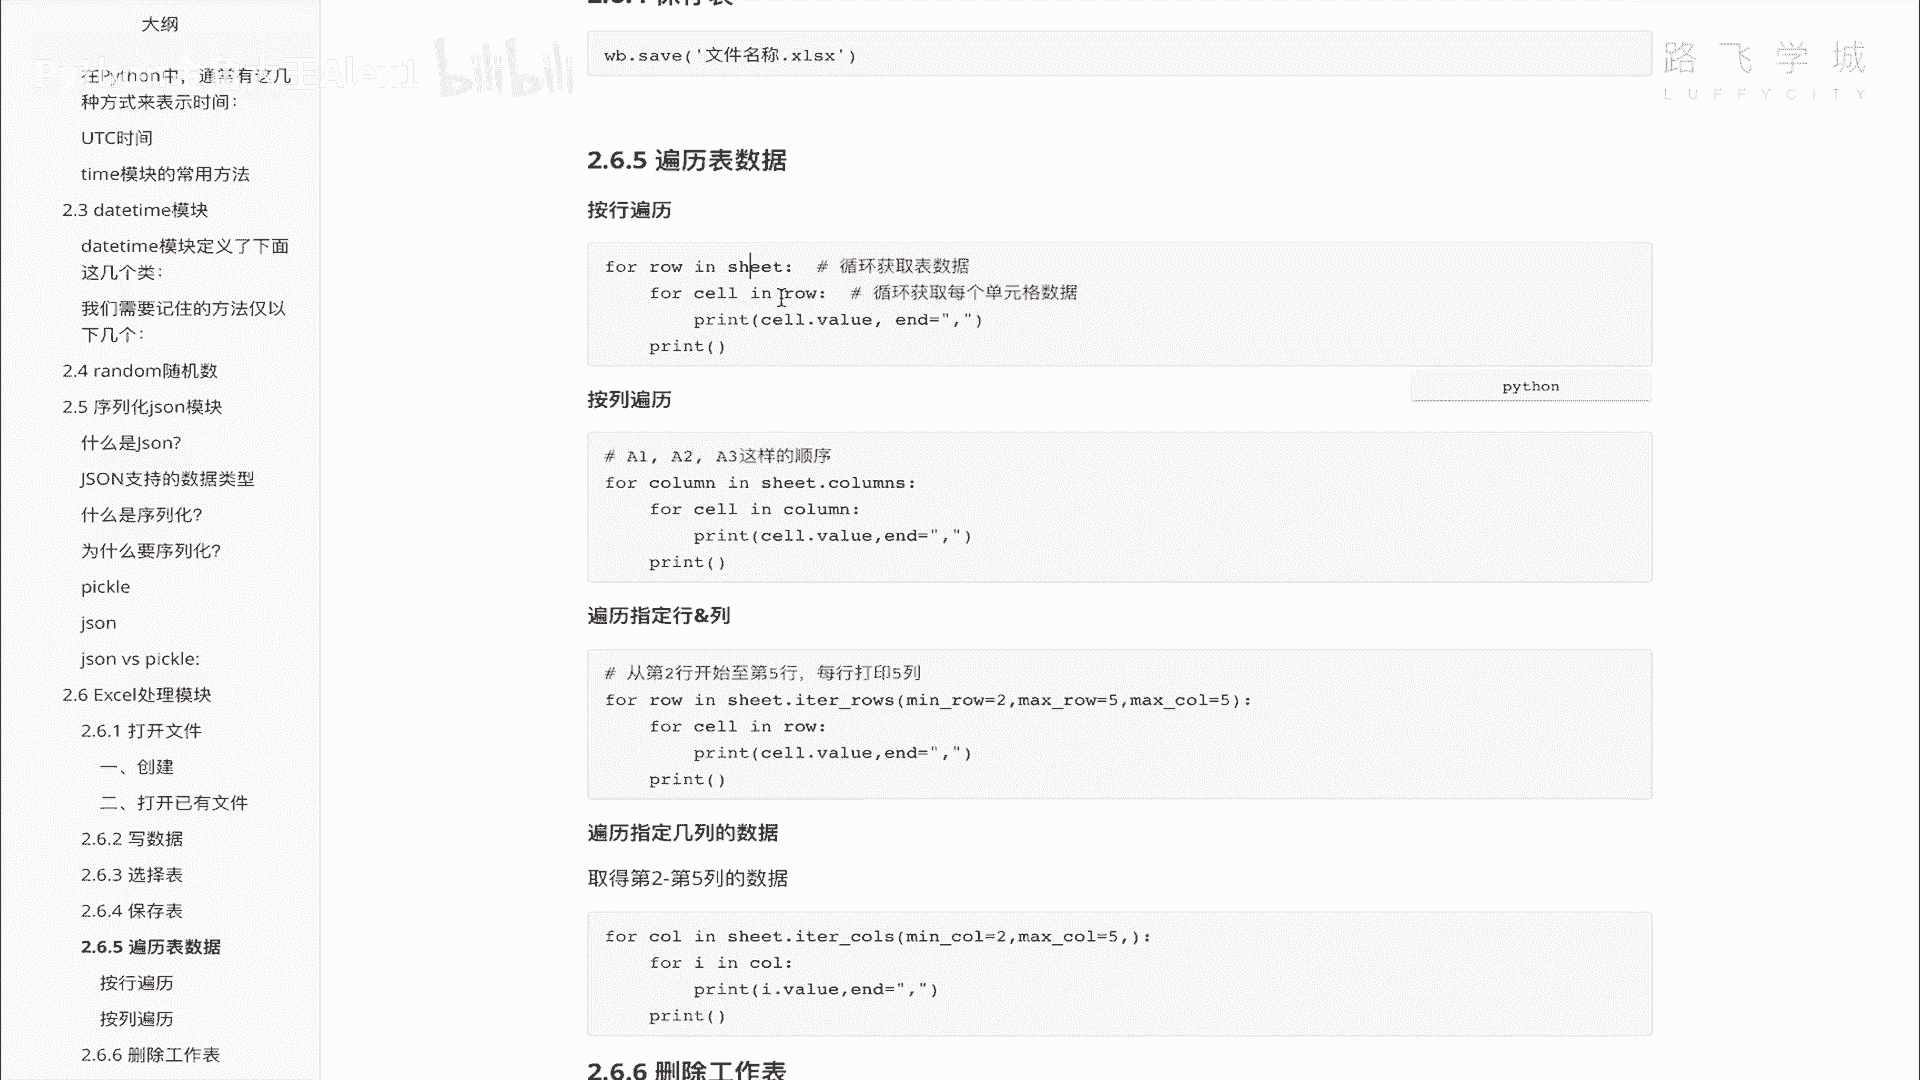 大纲
在Python中，通常有这几
种方式来表示时间：
UTC时间
time模块的常用方法
2.3 datetime模块
datetime模块定义了下面
这几个类：
我们需要记住的方法仅以
下几个：
2.4 random随机数
2.5 序列化json模块
什么是Json?
JSON支持的数据类型
什么是序列化?
为什么要序列化?
pickle
json
json vs pickle:
2.6 Excel处理模块
2.6.1 打开文件
一、创建
二、打开已有文件
2.6.2 写数据
2.6.3 选择表
2.6.4 保存表
2.6.5 遍历表数据
按行遍历
按列遍历
2.6.6 删除工作表
bilibili
路飞学城
LUFFYCITY
2.6.4 保存表
wb.save('文件名称.xlsx')
2.6.5 遍历表数据
按行遍历
for row in sheet:  # 循环获取表数据
    for cell in row:  # 循环获取每个单元格数据
        print(cell.value, end=",")
    print()
python
按列遍历
# A1, A2, A3这样的顺序
for column in sheet.columns:
    for cell in column:
        print(cell.value,end=",")
    print()
遍历指定行&列
# 从第2行开始至第5行，每行打印5列
for row in sheet.iter_rows(min_row=2,max_row=5,max_col=5):
    for cell in row:
        print(cell.value,end=",")
    print()
遍历指定几列的数据
取得第2-第5列的数据
for col in sheet.iter_cols(min_col=2,max_col=5,):
    for i in col:
        print(i.value,end=",")
    print()
2.6.6 删除工作表